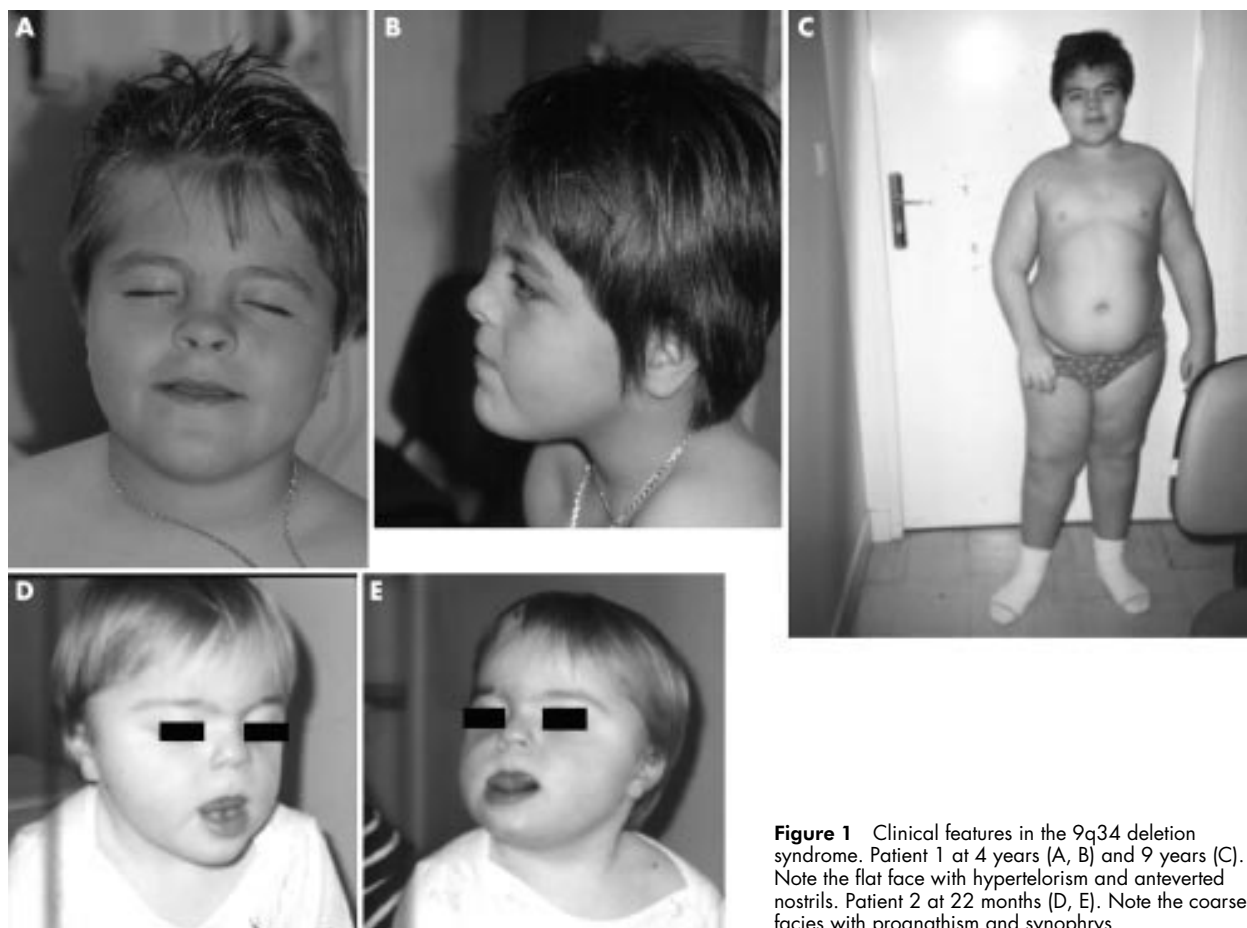 A
B
C
D
E
Figure 1 Clinical features in the 9q34 deletion
syndrome. Patient 1 at 4 years (A, B) and 9 years (C).
Note the flat face with hypertelorism and anteverted
nostrils. Patient 2 at 22 months (D, E). Note the coarse
facies with prognathism and synophrys.